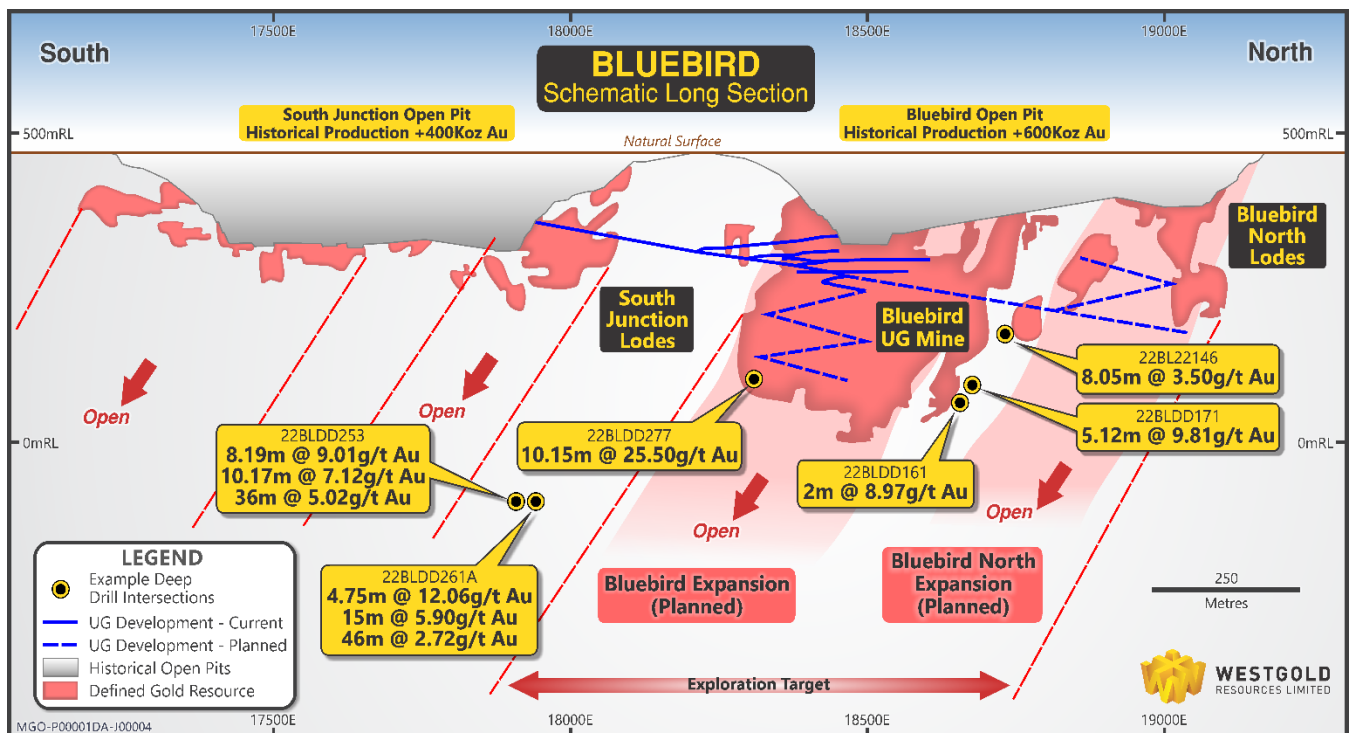 17500E
18000E
18500E
19000E
South
BLUEBIRD
Schematic Long Section
North
South Junction Open Pit
Historical Production +400Koz Au
Bluebird Open Pit
Historical Production +600Koz Au
500mRL
Natural Surface
500mRL
Bluebird
North
Lodes
South
Junction
Lodes
Bluebird
UG Mine
22BL22146
8.05m @ 3.50g/t Au
Open
Open
22BLDD171
5.12m @ 9.81g/t Au
0mRL
0mRL
22BLDD253
8.19m @ 9.01g/t Au
10.17m @ 7.12g/t Au
36m @ 5.02g/t Au
22BLDD277
10.15m @ 25.50g/t Au
22BLDD161
2m @ 8.97g/t Au
Open
Open
LEGEND
Example Deep
Drill Intersections
UG Development - Current
UG Development - Planned
Historical Open Pits
Defined Gold Resource
22BLDD261A
4.75m @ 12.06g/t Au
15m @ 5.90g/t Au
46m @ 2.72g/t Au
Bluebird Expansion
(Planned)
Bluebird North
Expansion
(Planned)
250
Metres
Exploration Target
WESTGOLD
RESOURCES LIMITED
MGO-P00001DA-J00004
17500E
18000E
18500E
19000E